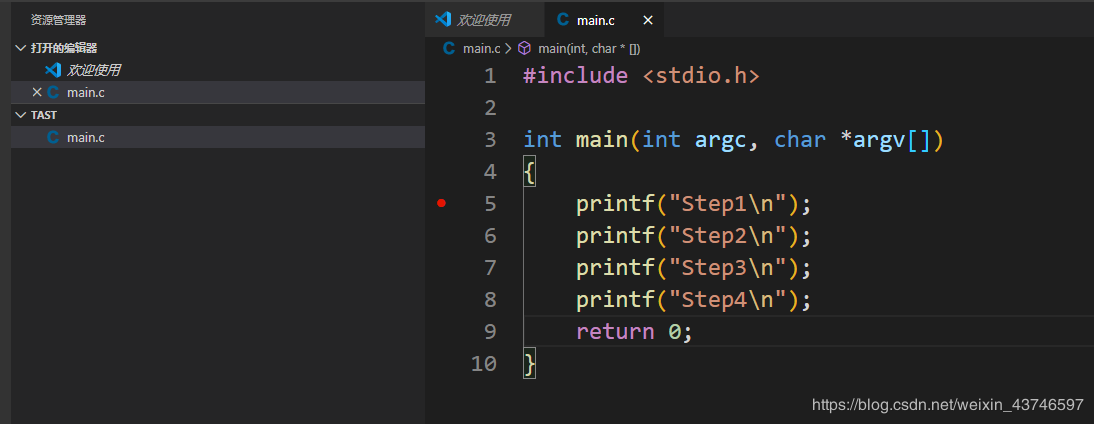 资源管理器
打开的编辑器
欢迎使用
main.c
TAST
main.c
欢迎使用 main.c
main.c > main(int, char * [])
1 #include <stdio.h>
2
3 int main(int argc, char *argv[])
4 {
5 printf("Step1\n");
6 printf("Step2\n");
7 printf("Step3\n");
8 printf("Step4\n");
9 return 0;
10 }
https://blog.csdn.net/weixin_43746597